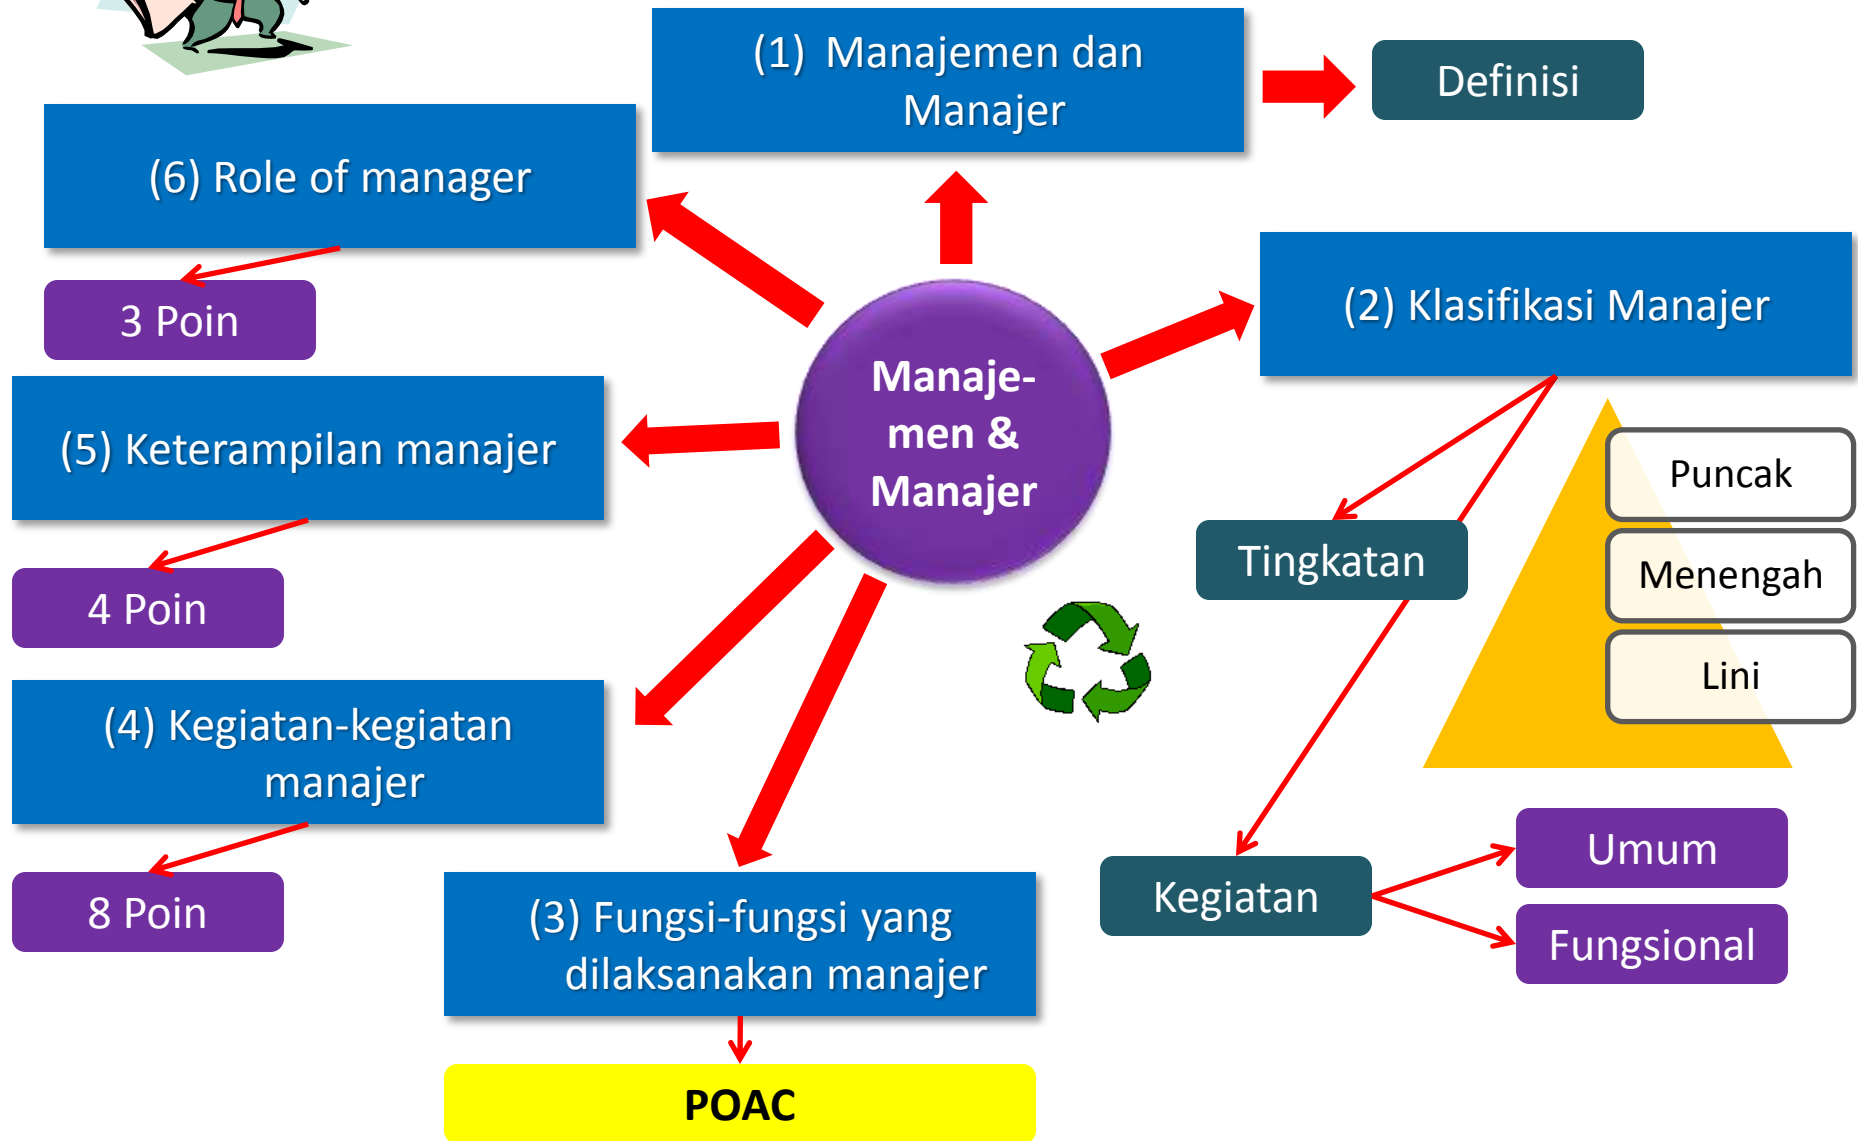 (1) Manajemen dan
Manajer
Definisi
(6) Role of manager
3 Poin
(2) Klasifikasi Manajer
Manaje-
men &
Manajer
(5) Keterampilan manajer
4 Poin
Puncak
Menengah
Lini
Tingkatan
(4) Kegiatan-kegiatan
manajer
8 Poin
Kegiatan
Umum
Fungsional
(3) Fungsi-fungsi yang
dilaksanakan manajer
POAC